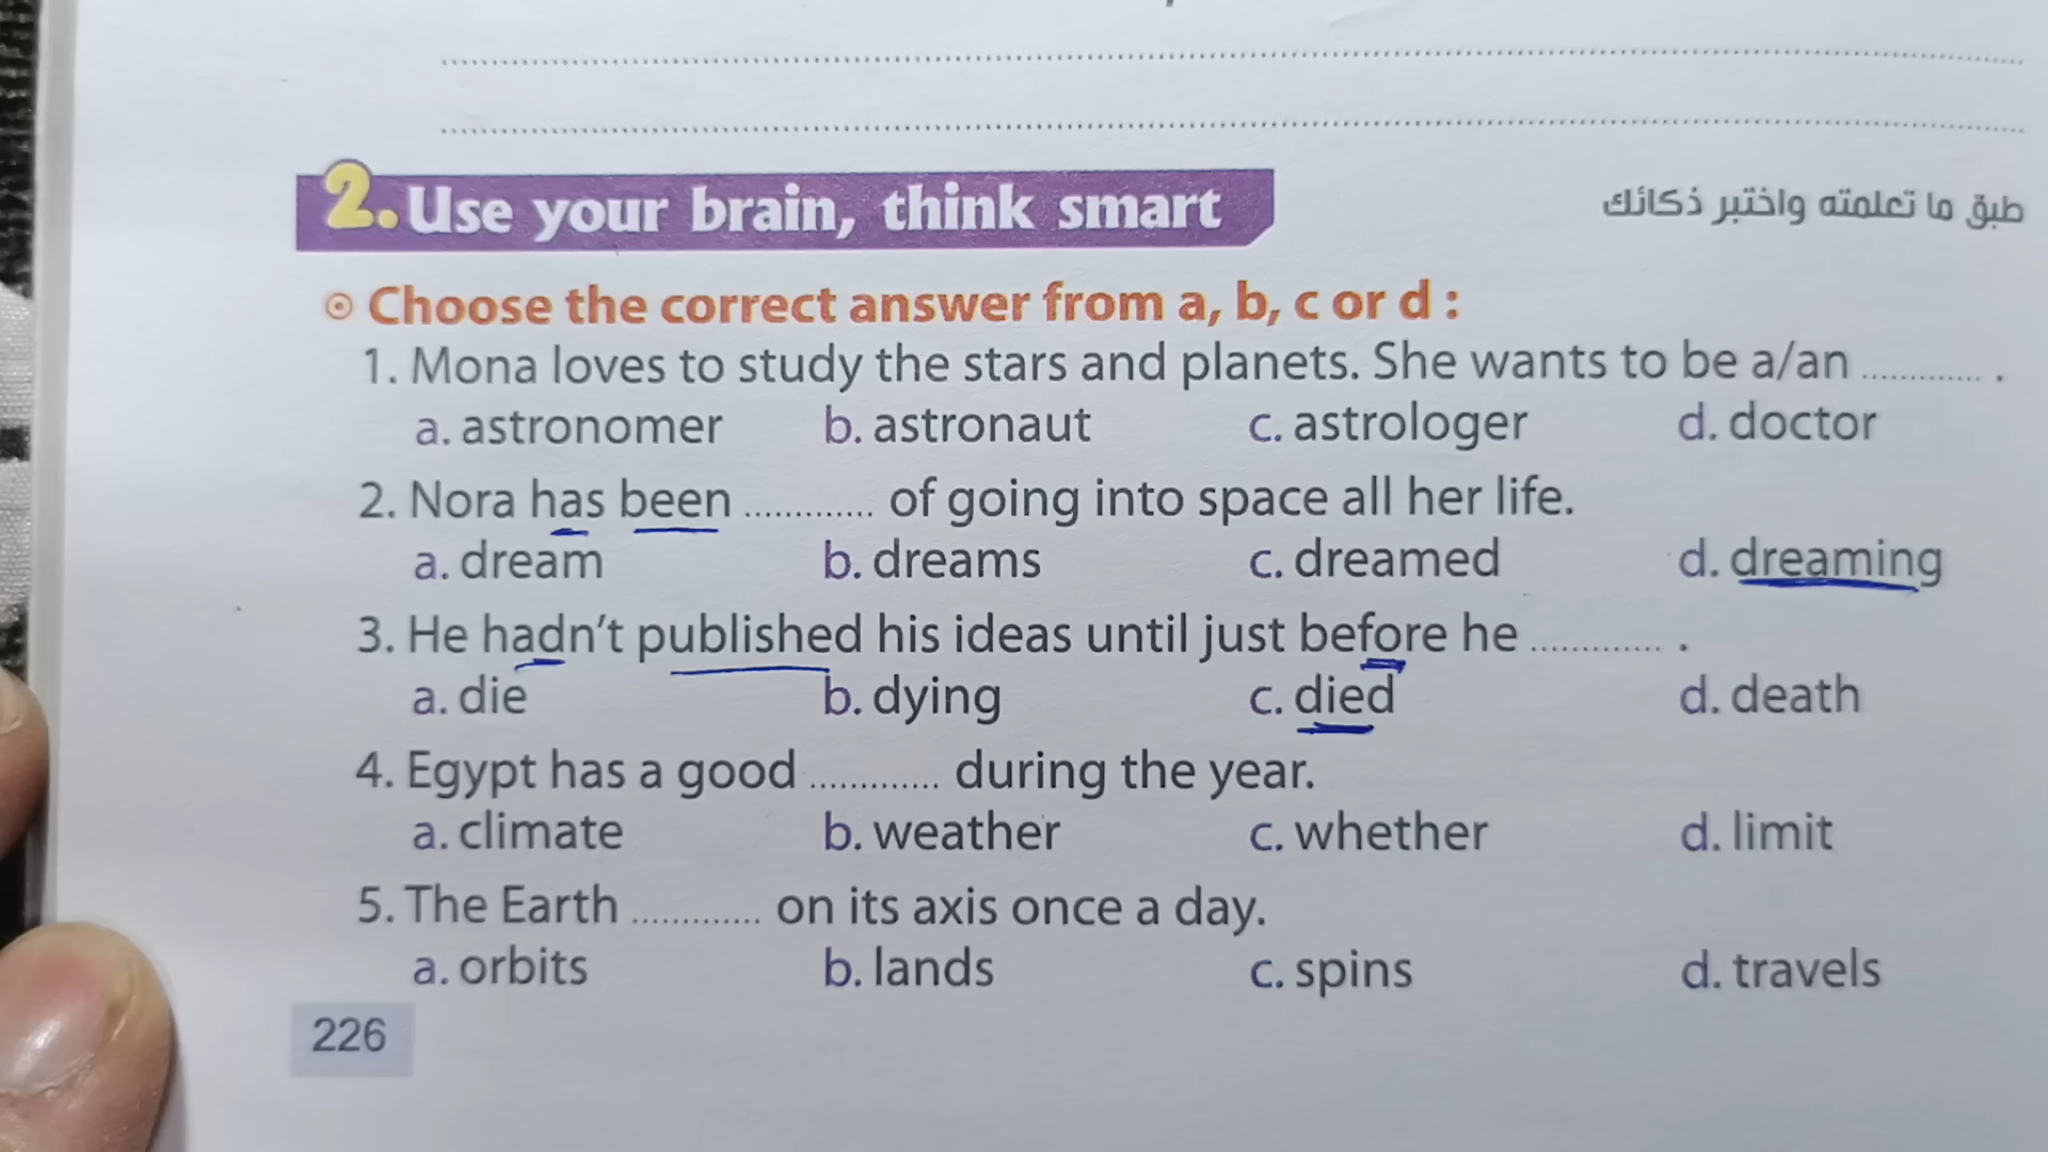 2. Use your brain, think smart
طبق ما تعلمته واختبر ذكائك
Choose the correct answer from a, b, c or d :
1. Mona loves to study the stars and planets. She wants to be a/an ............. .
a. astronomer b. astronaut c. astrologer d. doctor
2. Nora has been ............. of going into space all her life.
a. dream b. dreams c. dreamed d. dreaming
3. He hadn't published his ideas until just before he ............. .
a. die b. dying c. died d. death
4. Egypt has a good ............. during the year.
a. climate b. weather c. whether d. limit
5. The Earth ............. on its axis once a day.
a. orbits b. lands c. spins d. travels
226